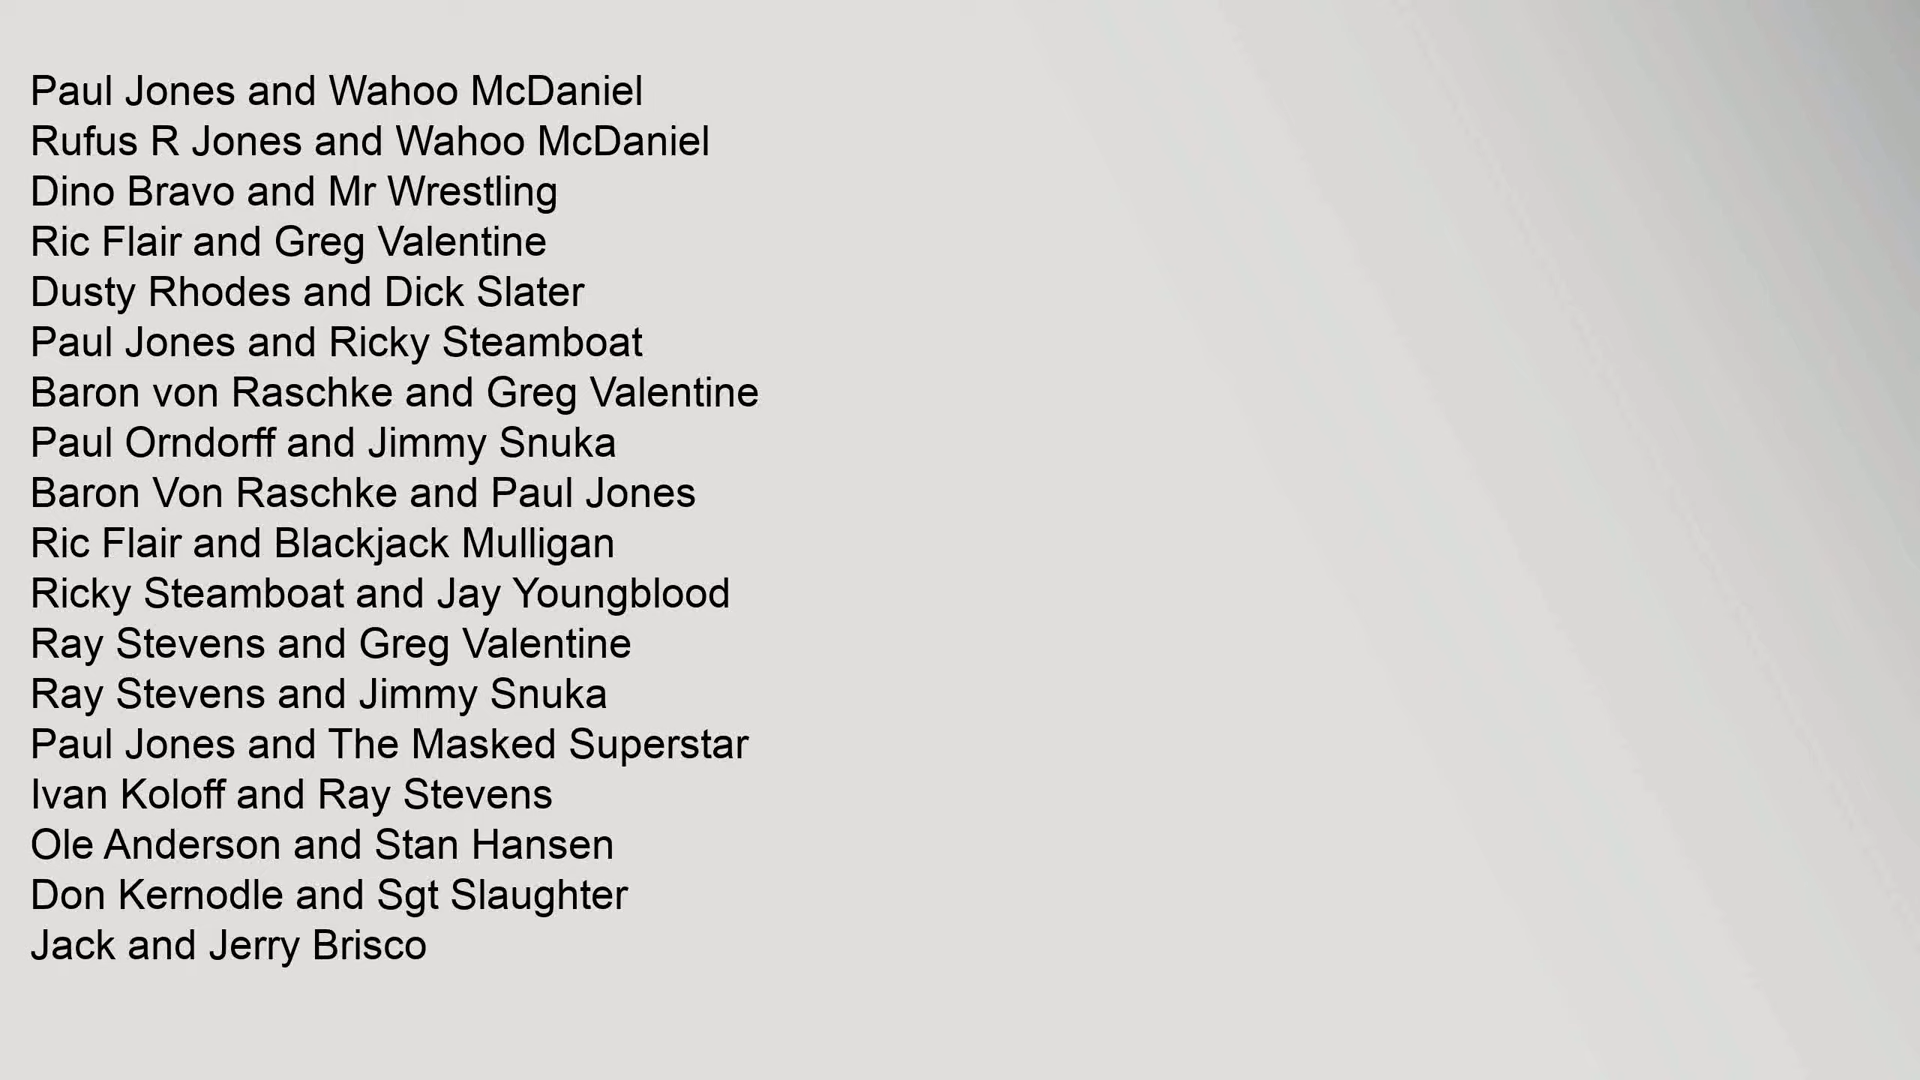 Paul Jones and Wahoo McDaniel
Rufus R Jones and Wahoo McDaniel
Dino Bravo and Mr Wrestling
Ric Flair and Greg Valentine
Dusty Rhodes and Dick Slater
Paul Jones and Ricky Steamboat
Baron von Raschke and Greg Valentine
Paul Orndorff and Jimmy Snuka
Baron Von Raschke and Paul Jones
Ric Flair and Blackjack Mulligan
Ricky Steamboat and Jay Youngblood
Ray Stevens and Greg Valentine
Ray Stevens and Jimmy Snuka
Paul Jones and The Masked Superstar
Ivan Koloff and Ray Stevens
Ole Anderson and Stan Hansen
Don Kernodle and Sgt Slaughter
Jack and Jerry Brisco